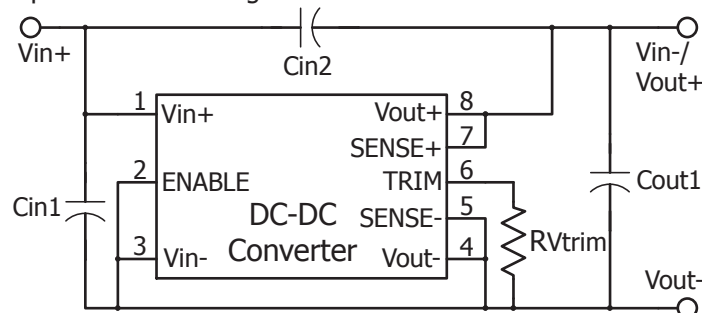 Vin+
Cin2
Vin-/
Vout+
1 Vin+
Vout+ 8
SENSE+ 7
2 ENABLE
TRIM 6
Cin1
DC-DC
Converter
SENSE- 5
3 Vin-
Vout- 4
RVtrim
Cout1
Vout-